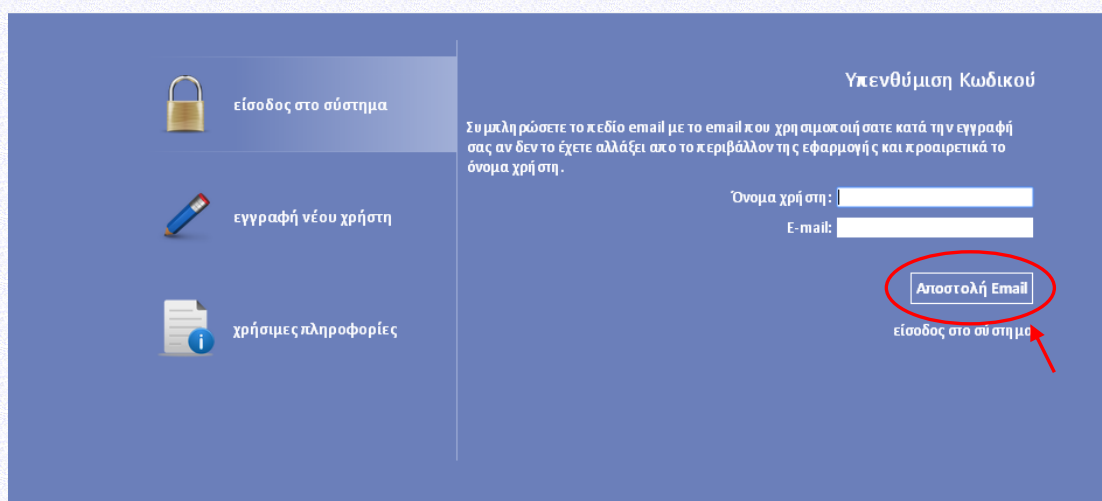 είσοδος στο σύστημα
εγγραφή νέου χρήστη
χρήσιμες πληροφορίες
Υπενθύμιση Κωδικού
Συμπληρώσετε το πεδίο email με το email που χρησιμοποιήσατε κατά την εγγραφή
σας αν δεν το έχετε αλλάξει απο το περιβάλλον της εφαρμογής και προαιρετικά το
όνομα χρήστη.
Όνομα χρήστη:
E-mail:
Αποστολή Email
είσοδος στο σύστημα